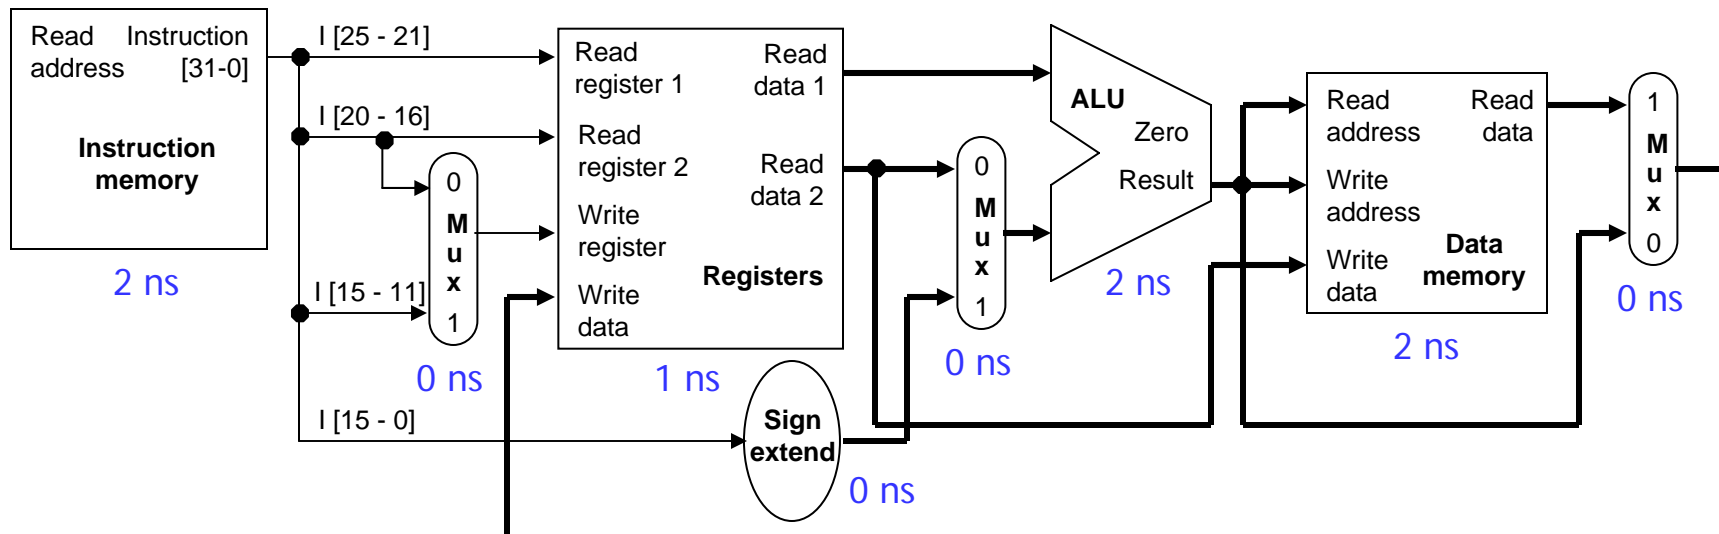 Read Instruction
address [31-0]
Instruction
memory
2 ns
I [25 - 21]
I [20 - 16]
I [15 - 11]
I [15 - 0]
0
M
u
x
1
0 ns
Read
register 1
Read
register 2
Write
register
Write
data
Read
data 1
Read
data 2
Registers
1 ns
Sign
extend
0 ns
0
M
u
x
1
0 ns
ALU
Zero
Result
2 ns
Read
address
Write
address
Write
data
Read
data
Data
memory
2 ns
1
M
u
x
0
0 ns